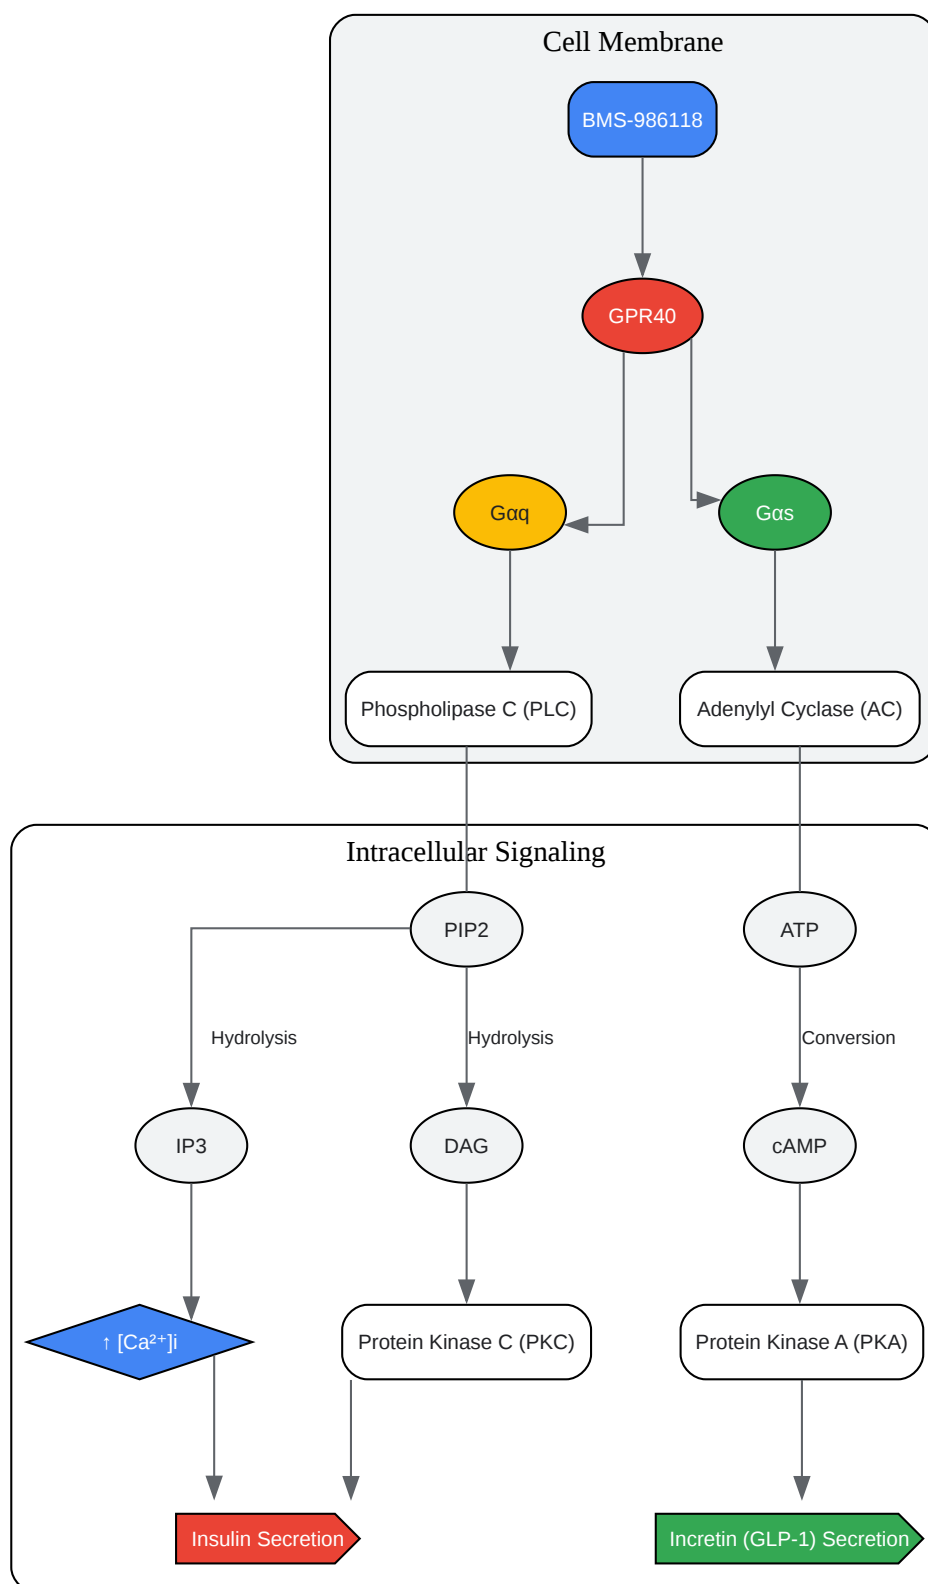 Cell Membrane
BMS-986118
GPR40
Gαq
Gαs
Phospholipase C (PLC)
Adenylyl Cyclase (AC)
Intracellular Signaling
PIP2
ATP
Hydrolysis
Hydrolysis
Conversion
IP3
DAG
cAMP
↑ [Ca²⁺]i
Protein Kinase C (PKC)
Protein Kinase A (PKA)
Insulin Secretion
Incretin (GLP-1) Secretion